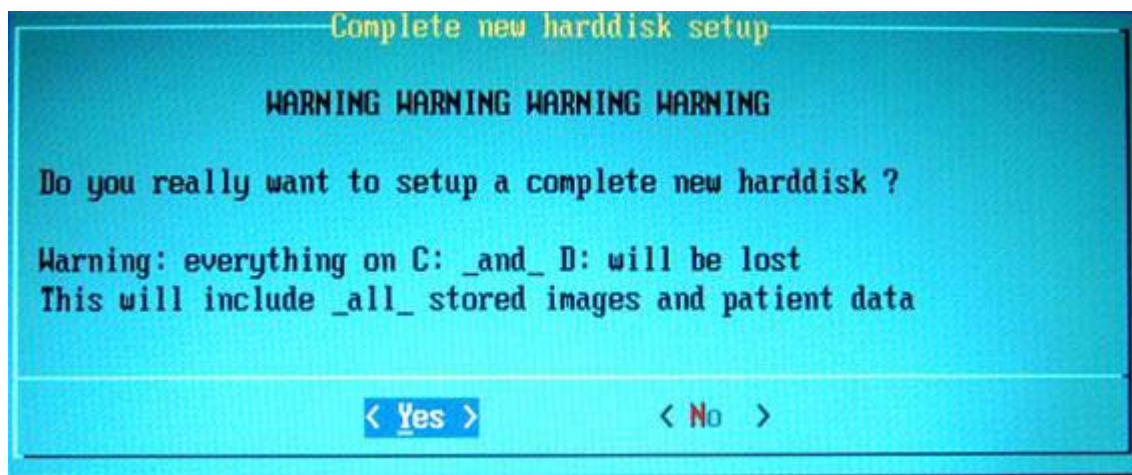 Complete new harddisk setup
WARNING WARNING WARNING WARNING
Do you really want to setup a complete new harddisk ?
Warning: everything on C: _and_ D: will be lost
This will include _all_ stored images and patient data
< Yes > < No >